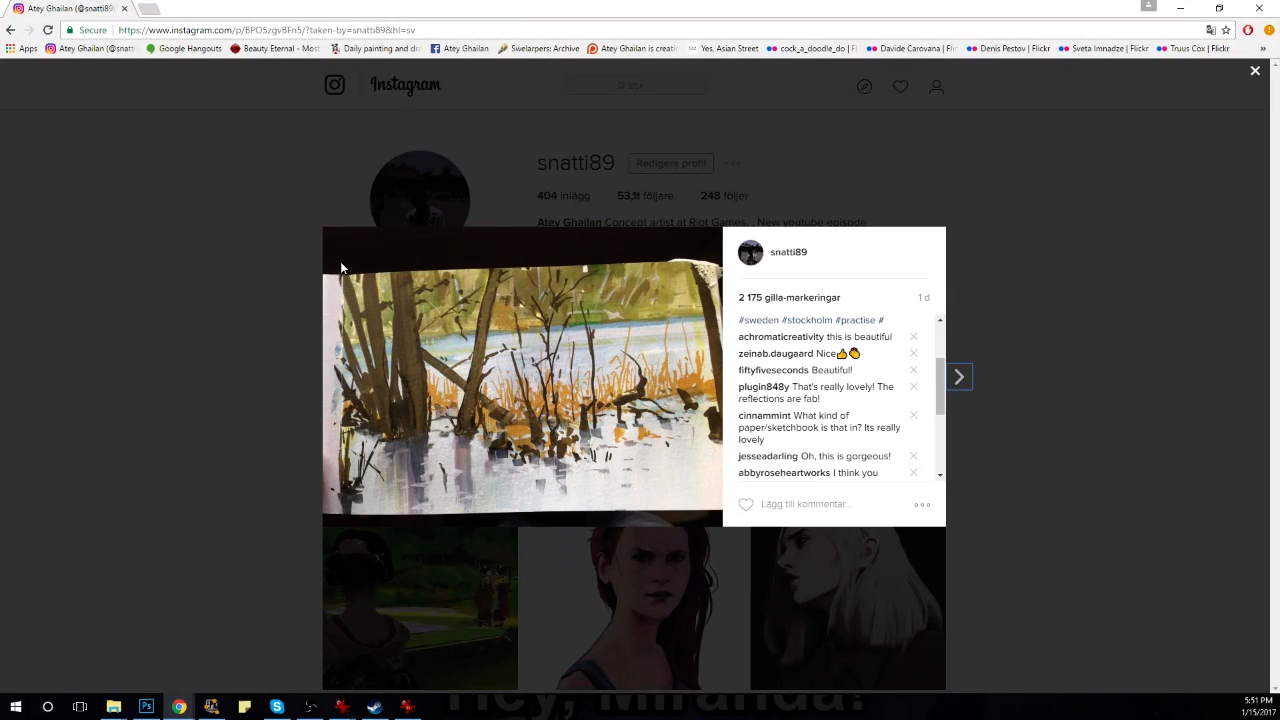 Atey Ghailan (@snatti89)
Secure https://www.instagram.com/p/BPO5zgvBFn5/?taken-by=snatti89&hl=sv
Apps Atey Ghailan (@snatti Google Hangouts Beauty Eternal - Most Daily painting and dr Atey Ghailan Swelarpers: Archive Atey Ghailan is creati Yes, Asian Street cock_a_doodle_do | Fl Davide Carovana | Fl Denis Pestov | Flickr Sveta Imnadze | Flickr Truus Cox | Flickr »
Instagram
Sök
snatti89 Redigera profil
404 inlägg 53,1t följare 248 följer
Atey Ghailan Concept artist at Riot Games. . New youtube episode
snatti89
2 175 gilla-markeringar 1 d
#sweden #stockholm #practise #
achromaticreativity this is beautiful
zeinab.daugaard Nice👍👏
fiftyfiveseconds Beautiful!
plugin848y That's really lovely! The
reflections are fab!
cinnammint What kind of
paper/sketchbook is that in? Its really
lovely
jesseadarling Oh, this is gorgeous!
abbyroseheartworks I think you
Lägg till kommentar...
Hey, Miranda!
5:51 PM
1/15/2017